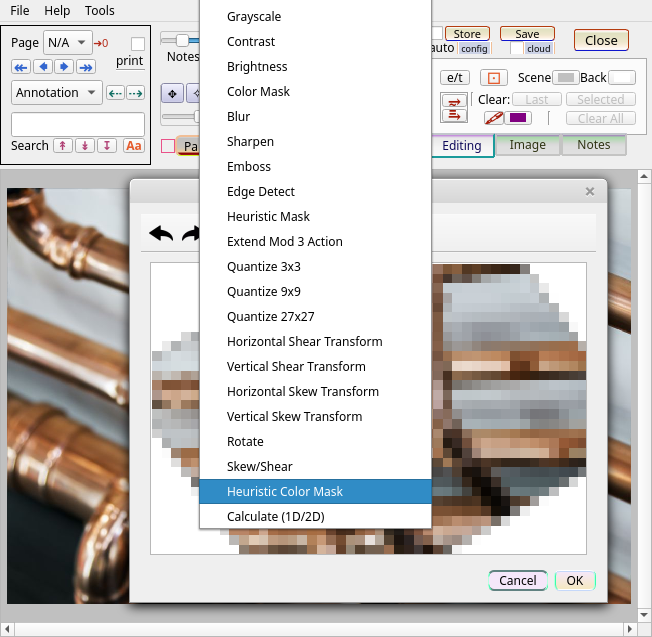 File Help Tools
Page N/A →0
print
Annotation
Search Aa
Notes
Pa
Grayscale
Contrast
Brightness
Color Mask
Blur
Sharpen
Emboss
Edge Detect
Heuristic Mask
Extend Mod 3 Action
Quantize 3x3
Quantize 9x9
Quantize 27x27
Horizontal Shear Transform
Vertical Shear Transform
Horizontal Skew Transform
Vertical Skew Transform
Rotate
Skew/Shear
Heuristic Color Mask
Calculate (1D/2D)
Store Save Close
auto config cloud
e/t Scene Back
Clear: Last Selected
Clear All
Editing Image Notes
Cancel OK